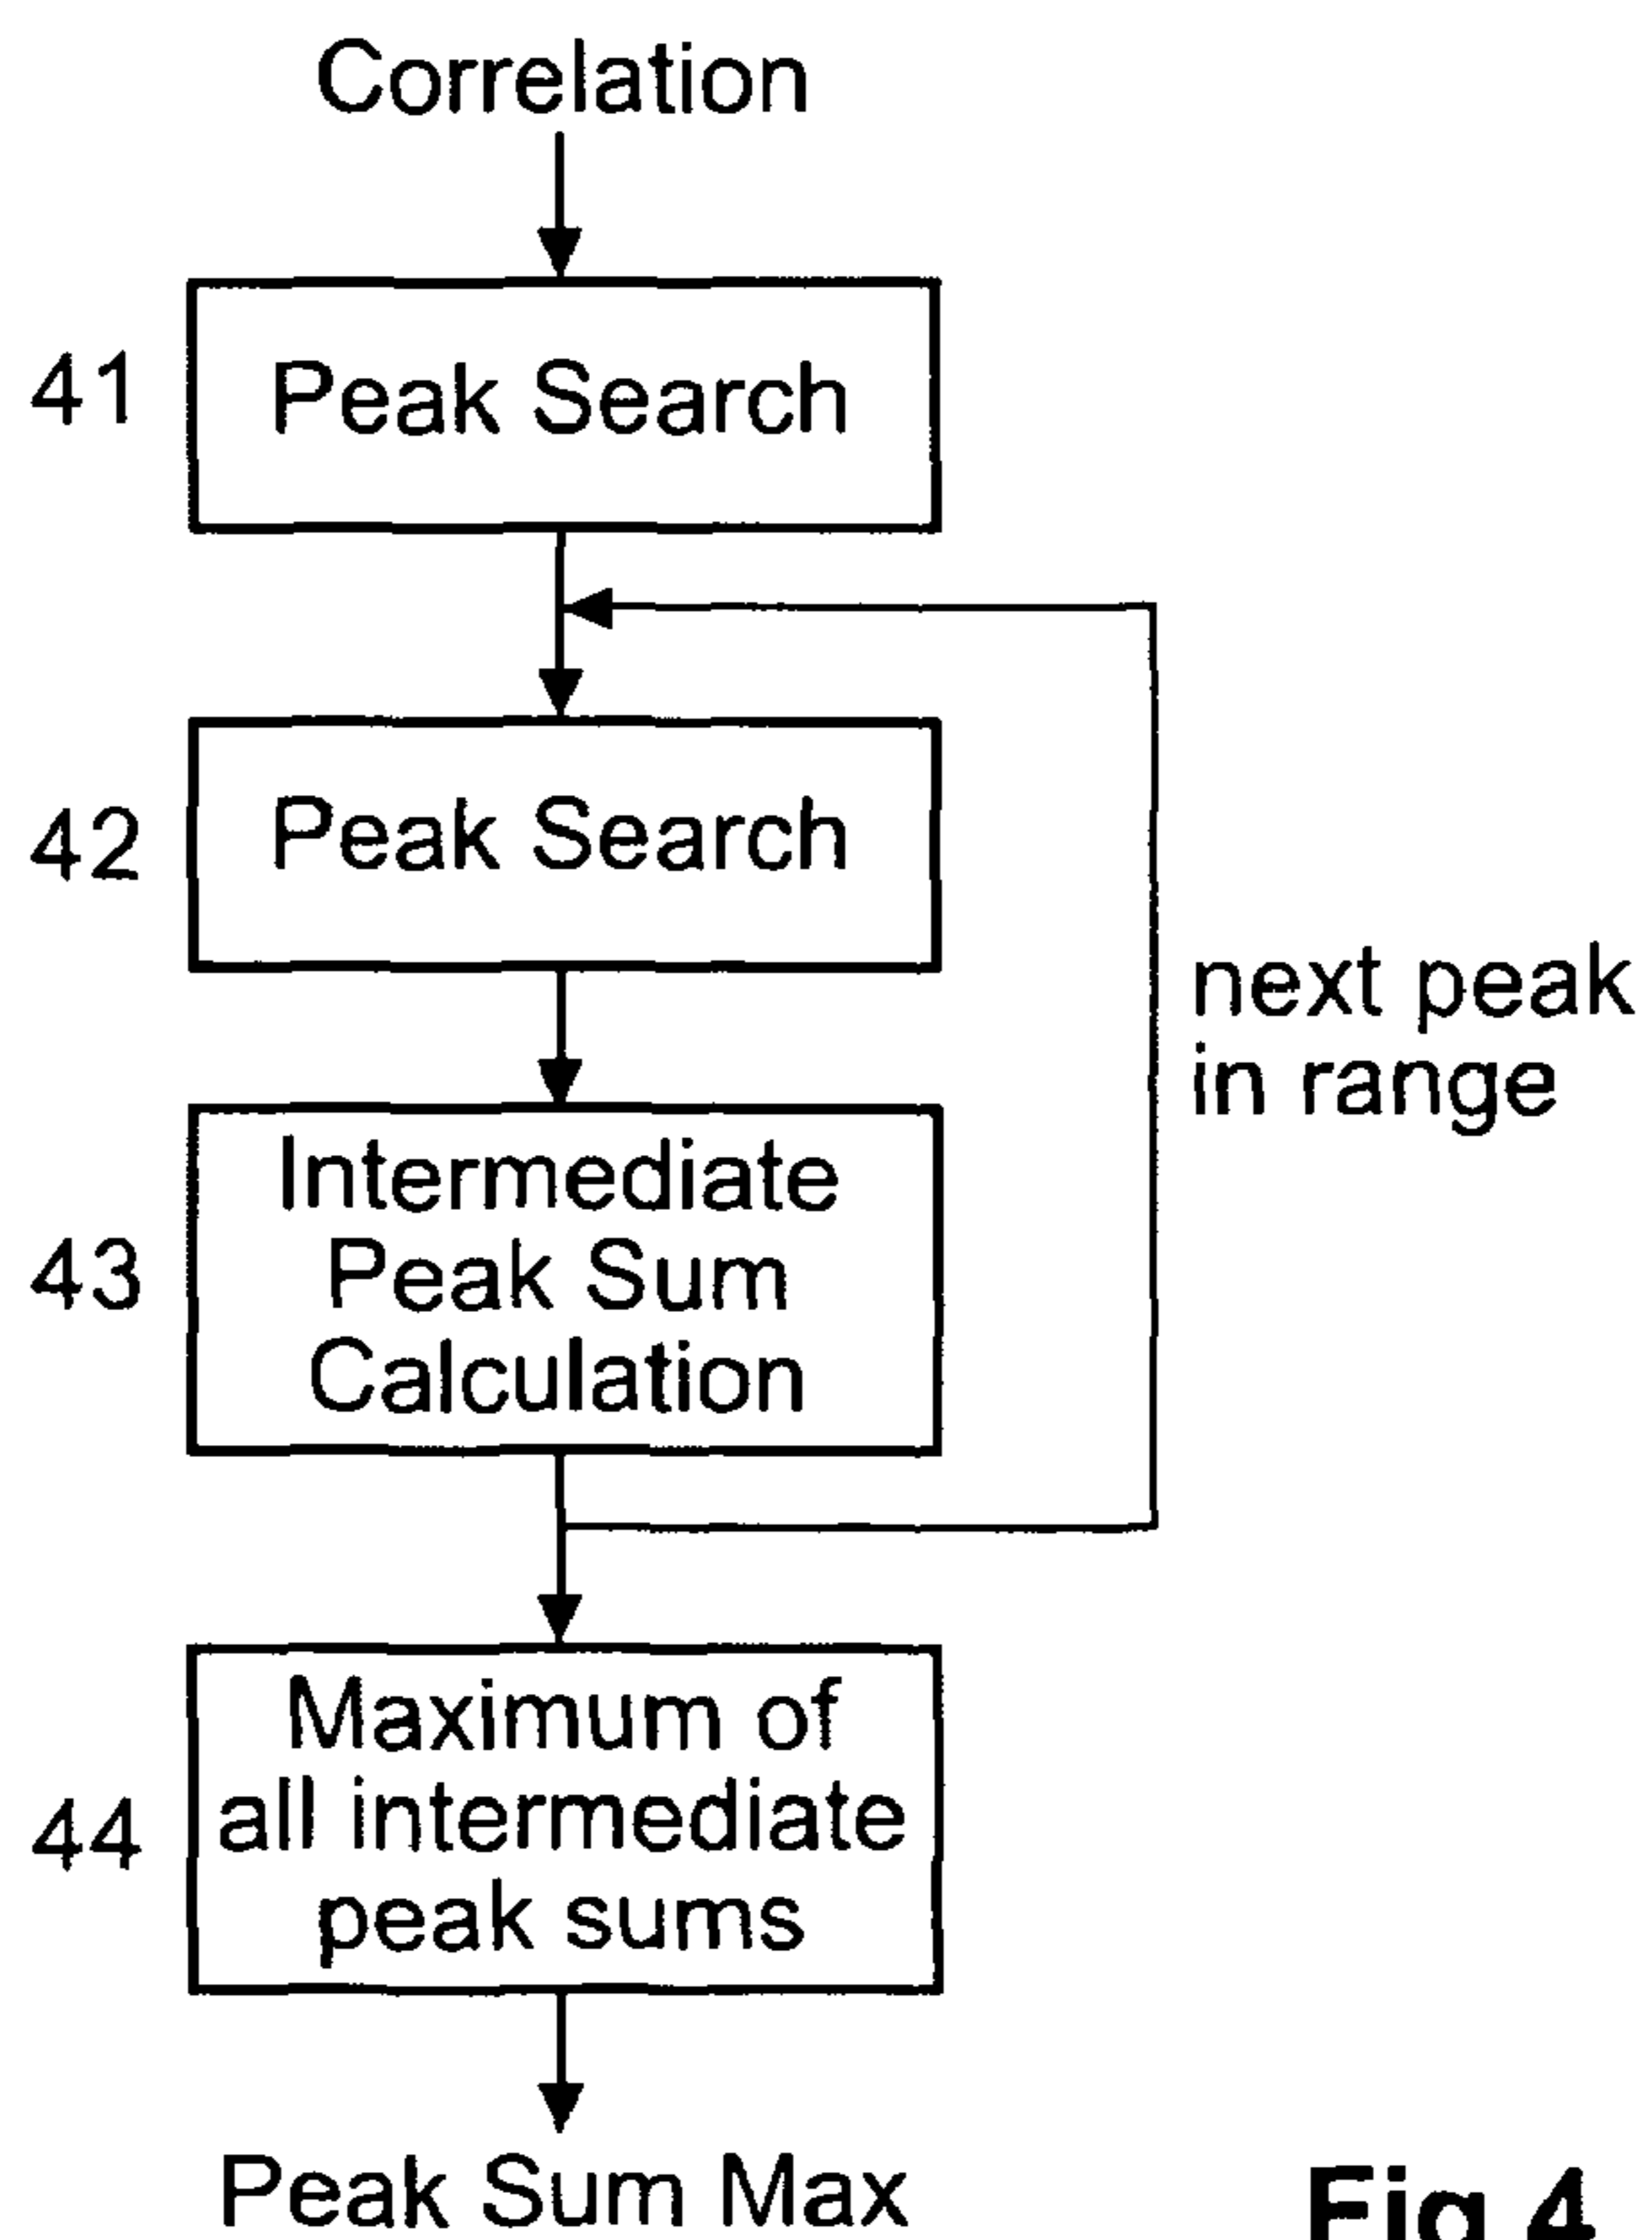 Correlation
41
Peak Search
42
Peak Search
next peak
in range
43
Intermediate
Peak Sum
Calculation
44
Maximum of
all intermediate
peak sums
Peak Sum Max
Fig 4